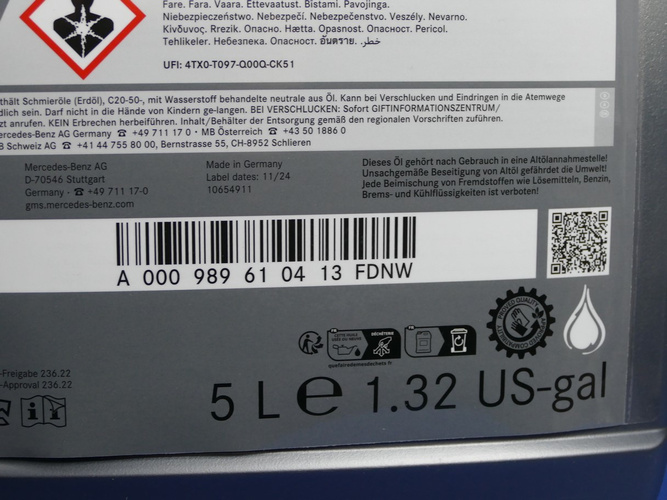 Fare. Fara. Vaara. Ettevaatust. Bīstami. Pavojinga.
Niebezpieczeństwo. Nebezpečí. Nebezpečenstvo. Veszély. Nevarno.
Κίνδυνος. Rrezik. Опасно. Hætta. Opasnost. Опасност. Pericol.
Tehlikeler. Небезпека. Опасност. อันตราย. خطر.
UFI: 4TX0-T097-Q00Q-CK51
thält Schmieröle (Erdöl), C20-50-, mit Wasserstoff behandelte neutrale aus Öl. Kann bei Verschlucken und Eindringen in die Atemwege
dlich sein. Darf nicht in die Hände von Kindern ge-langen. BEI VERSCHLUCKEN: Sofort GIFTINFORMATIONSZENTRUM/
zt anrufen. KEIN Erbrechen herbeiführen. Inhalt/Behälter der Entsorgung gemäß den regionalen Vorschriften zuführen.
ercedes-Benz AG Germany ☎ +49 711 17 0 · MB Österreich ☎ +43 50 1886 0
B Schweiz AG ☎ +41 44 755 80 00, Bernstrasse 55, CH-8952 Schlieren
Mercedes-Benz AG
D-70546 Stuttgart
Germany - ☎ +49 711 17-0
gms.mercedes-benz.com
Made in Germany
Label dates: 11/24
10654911
Dieses Öl gehört nach Gebrauch in eine Altölannahmestelle!
Unsachgemäße Beseitigung von Altöl gefährdet die Umwelt!
Jede Beimischung von Fremdstoffen wie Lösemitteln, Benzin,
Brems- und Kühlflüssigkeiten ist verboten!
A 000 989 61 04 13 FDNW
-Freigabe 236.22
-Approval 236.22
5 L ℮ 1.32 US-gal